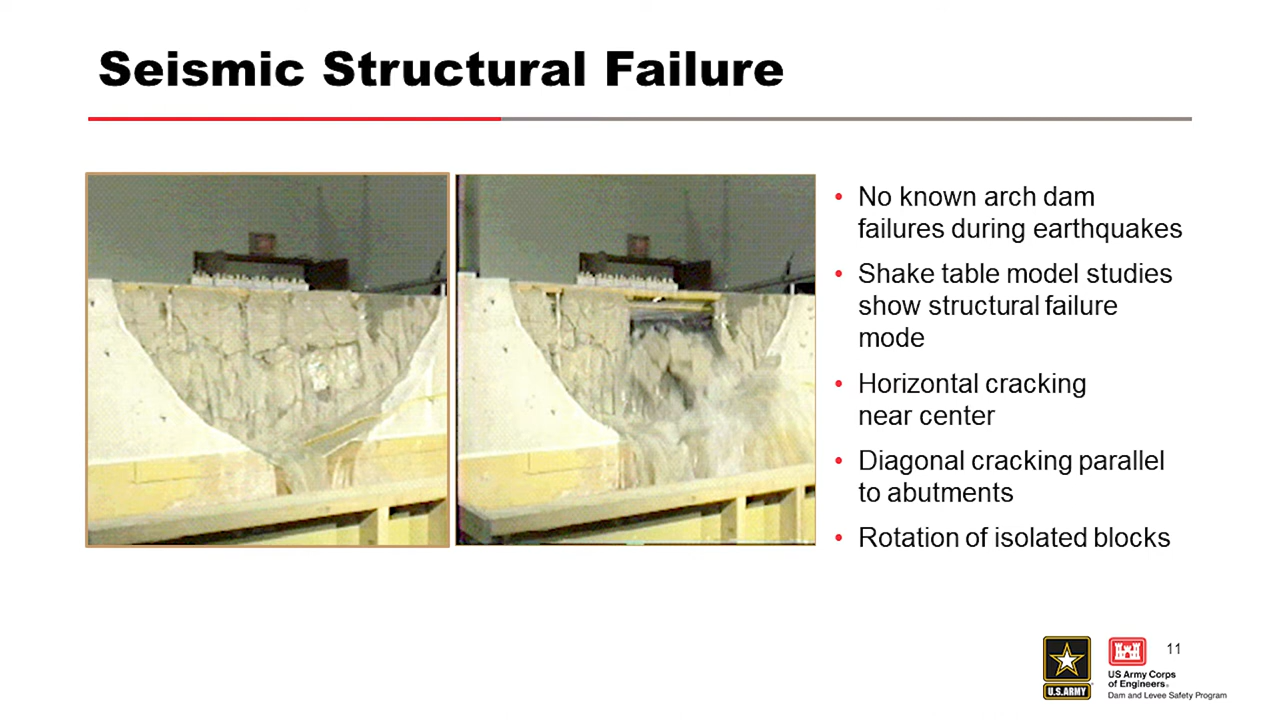 Seismic Structural Failure
• No known arch dam
failures during earthquakes
• Shake table model studies
show structural failure
mode
• Horizontal cracking
near center
• Diagonal cracking parallel
to abutments
• Rotation of isolated blocks
11
U.S.ARMY
US Army Corps
of Engineers®
Dam and Levee Safety Program